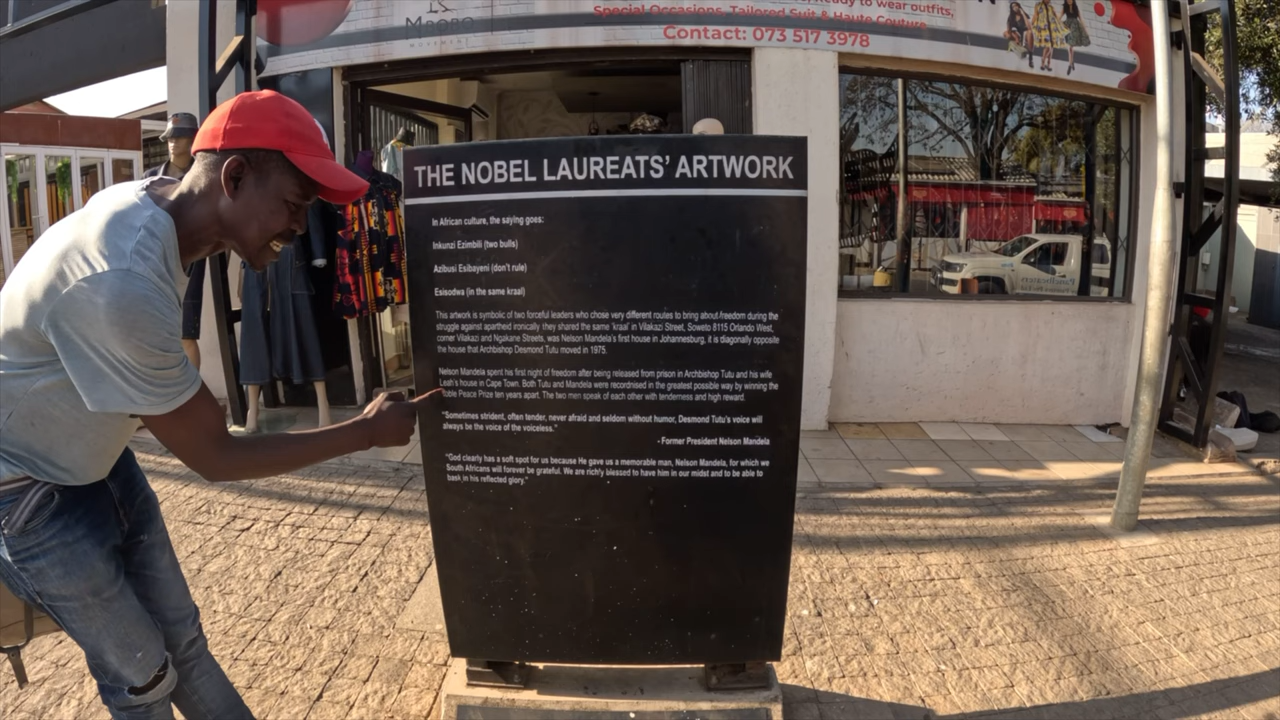 MPOBO
MOVEMENT
Ready to wear outfits,
Special Occasions, Tailored Suit & Haute Couture
Contact: 073 517 3978
THE NOBEL LAUREATS' ARTWORK
In African culture, the saying goes:
Inkunzi Ezimbili (two bulls)
Azibusi Esibayeni (don't rule)
Esisodwa (in the same kraal)
This artwork is symbolic of two forceful leaders who chose very different routes to bring about freedom during the
struggle against apartheid ironically they shared the same 'kraal' in Vilakazi Street, Soweto 8115 Orlando West,
corner Vilakazi and Ngakane Streets, was Nelson Mandela's first house in Johannesburg, it is diagonally opposite
the house that Archbishop Desmond Tutu moved in 1975.
Nelson Mandela spent his first night of freedom after being released from prison in Archbishop Tutu and his wife
Leah's house in Cape Town. Both Tutu and Mandela were recordnised in the greatest possible way by winning the
oble Peace Prize ten years apart. The two men speak of each other with tenderness and high reward.
"Sometimes strident, often tender, never afraid and seldom without humor, Desmond Tutu's voice will
always be the voice of the voiceless."
- Former President Nelson Mandela
"God clearly has a soft spot for us because He gave us a memorable man, Nelson Mandela, for which we
South Africans will forever be grateful. We are richly blessed to have him in our midst and to be able to
bask in his reflected glory."